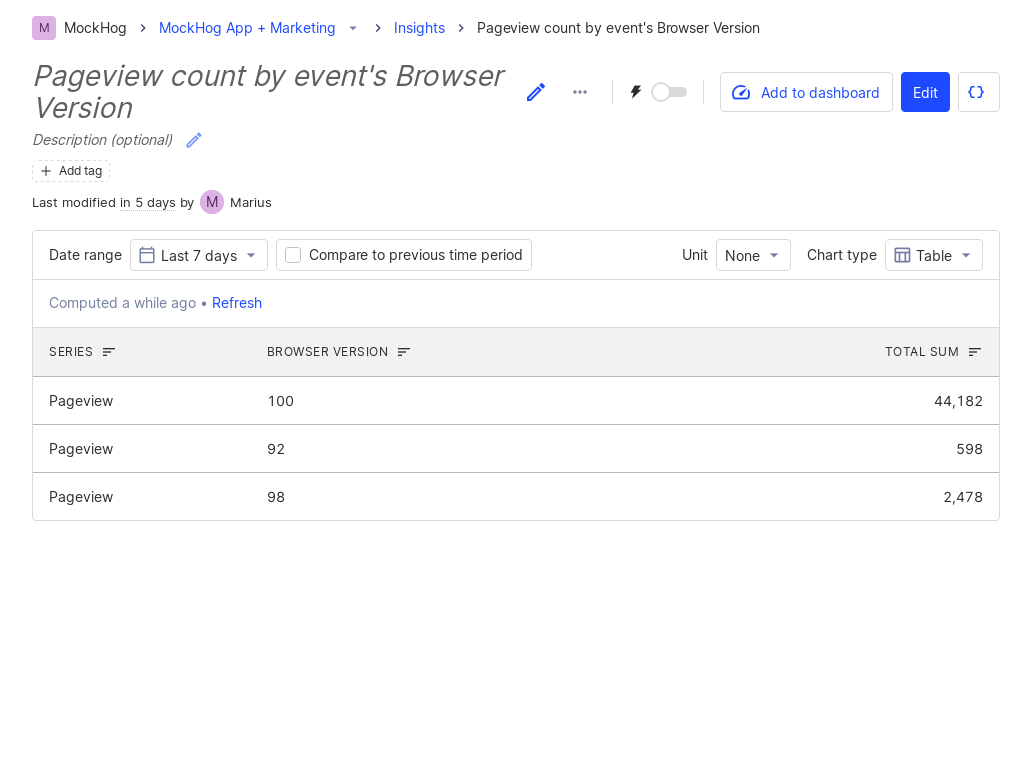 M MockHog MockHog App + Marketing Insights Pageview count by event's Browser Version
Pageview count by event's Browser
Version
Add to dashboard Edit {}
Description (optional)
Add tag
Last modified in 5 days by M Marius
Date range Last 7 days Compare to previous time period Unit None Chart type Table
Computed a while ago • Refresh
SERIES BROWSER VERSION TOTAL SUM
Pageview 100 44,182
Pageview 92 598
Pageview 98 2,478